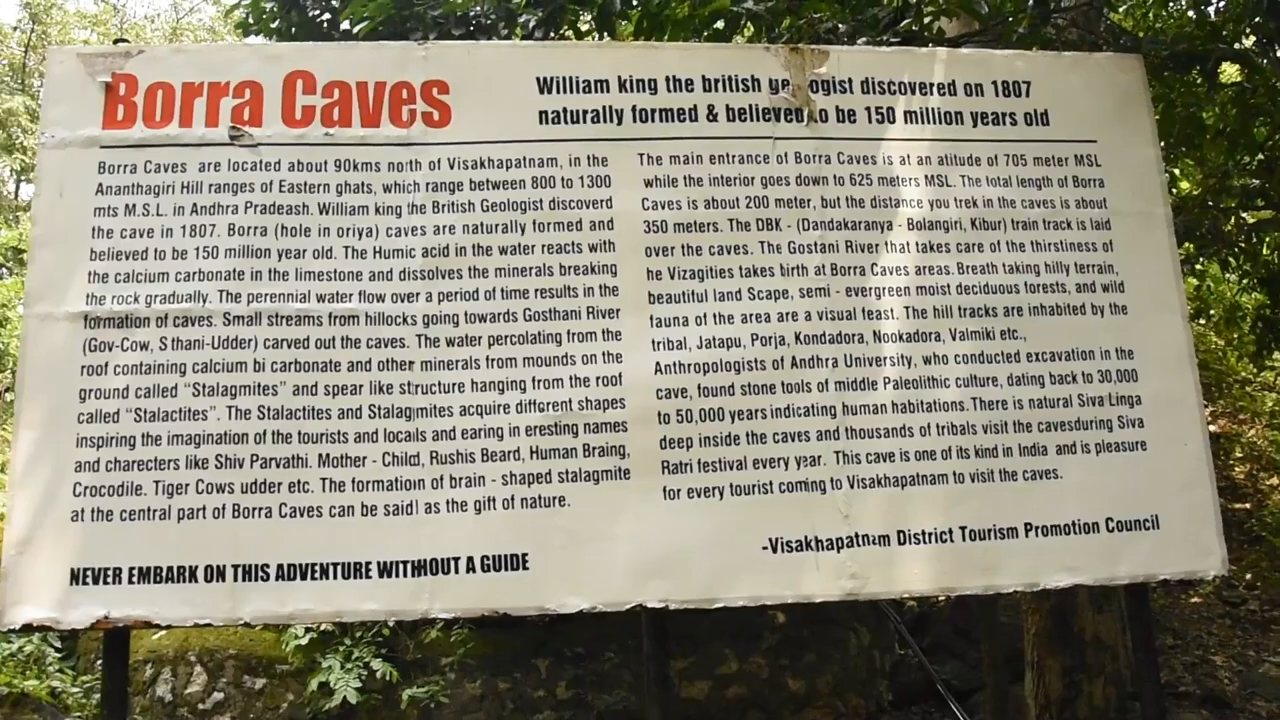 Borra Caves
William king the british ge ogist discovered on 1807
naturally formed & believed to be 150 million years old
Borra Caves are located about 90kms north of Visakhapatnam, in the
Ananthagiri Hill ranges of Eastern ghats, which range between 800 to 1300
mts M.S.L. in Andhra Pradeash. William king the British Geologist discoverd
the cave in 1807. Borra (hole in oriya) caves are naturally formed and
believed to be 150 million year old. The Humic acid in the water reacts with
the calcium carbonate in the limestone and dissolves the minerals breaking
the rock gradually. The perennial water flow over a period of time results in the
formation of caves. Small streams from hillocks going towards Gosthani River
(Gov-Cow, S thani-Udder) carved out the caves. The water percolating from the
roof containing calcium bi carbonate and other minerals from mounds on the
ground called "Stalagmites" and spear like structure hanging from the roof
called "Stalactites". The Stalactites and Stalagmites acquire different shapes
inspiring the imagination of the tourists and locals and earing in eresting names
and charecters like Shiv Parvathi. Mother - Child, Rushis Beard, Human Braing,
Crocodile. Tiger Cows udder etc. The formation of brain - shaped stalagmite
at the central part of Borra Caves can be said as the gift of nature.
NEVER EMBARK ON THIS ADVENTURE WITHOUT A GUIDE
The main entrance of Borra Caves is at an atitude of 705 meter MSL
while the interior goes down to 625 meters MSL. The total length of Borra
Caves is about 200 meter, but the distance you trek in the caves is about
350 meters. The DBK - (Dandakaranya - Bolangiri, Kibur) train track is laid
over the caves. The Gostani River that takes care of the thirstiness of
he Vizagities takes birth at Borra Caves areas. Breath taking hilly terrain,
beautiful land Scape, semi - evergreen moist deciduous forests, and wild
fauna of the area are a visual feast. The hill tracks are inhabited by the
tribal, Jatapu, Porja, Kondadora, Nookadora, Valmiki etc.,
Anthropologists of Andhra University, who conducted excavation in the
cave, found stone tools of middle Paleolithic culture, dating back to 30,000
to 50,000 years indicating human habitations. There is natural Siva Linga
deep inside the caves and thousands of tribals visit the cavesduring Siva
Ratri festival every year. This cave is one of its kind in India and is pleasure
for every tourist coming to Visakhapatnam to visit the caves.
-Visakhapatnam District Tourism Promotion Council